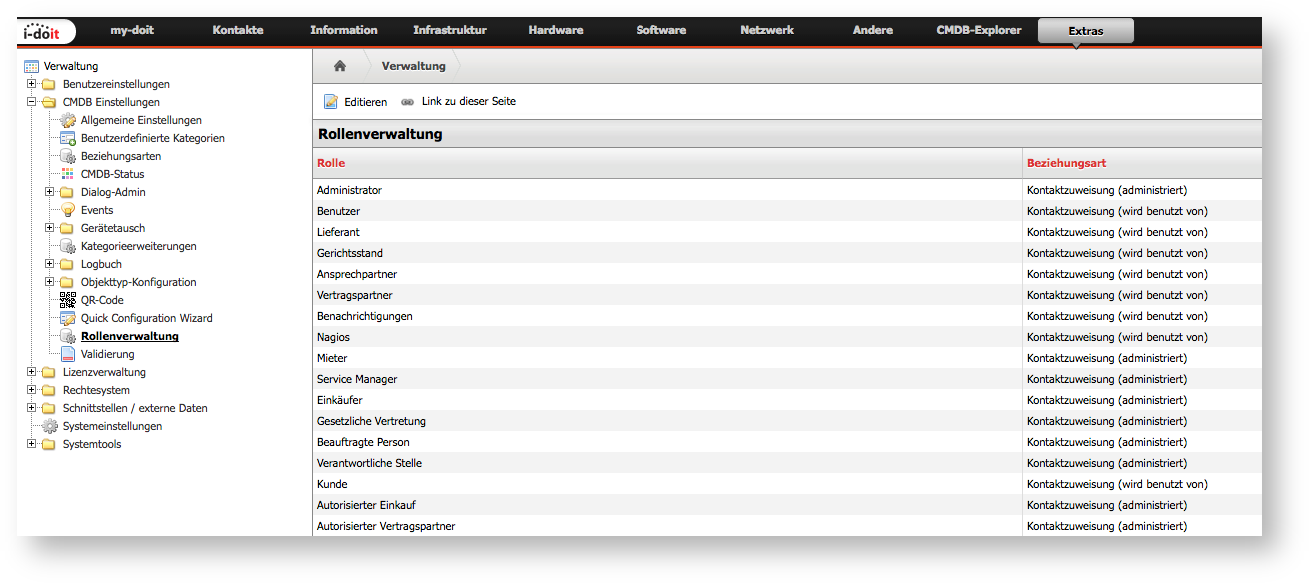 i-doit my-doit Kontakte Information Infrastruktur Hardware Software Netzwerk Andere CMDB-Explorer Extras
Verwaltung
Benutzereinstellungen
CMDB Einstellungen
Allgemeine Einstellungen
Benutzerdefinierte Kategorien
Beziehungsarten
CMDB-Status
Dialog-Admin
Events
Gerätetausch
Kategorieerweiterungen
Logbuch
Objekttyp-Konfiguration
QR-Code
Quick Configuration Wizard
Rollenverwaltung
Validierung
Lizenzverwaltung
Rechtesystem
Schnittstellen / externe Daten
Systemeinstellungen
Systemtools
Verwaltung
Editieren Link zu dieser Seite
Rollenverwaltung
Rolle Beziehungsart
Administrator Kontaktzuweisung (administriert)
Benutzer Kontaktzuweisung (wird benutzt von)
Lieferant Kontaktzuweisung (wird benutzt von)
Gerichtsstand Kontaktzuweisung (wird benutzt von)
Ansprechpartner Kontaktzuweisung (wird benutzt von)
Vertragspartner Kontaktzuweisung (wird benutzt von)
Benachrichtigungen Kontaktzuweisung (wird benutzt von)
Nagios Kontaktzuweisung (wird benutzt von)
Mieter Kontaktzuweisung (administriert)
Service Manager Kontaktzuweisung (administriert)
Einkäufer Kontaktzuweisung (administriert)
Gesetzliche Vertretung Kontaktzuweisung (administriert)
Beauftragte Person Kontaktzuweisung (administriert)
Verantwortliche Stelle Kontaktzuweisung (administriert)
Kunde Kontaktzuweisung (wird benutzt von)
Autorisierter Einkauf Kontaktzuweisung (administriert)
Autorisierter Vertragspartner Kontaktzuweisung (administriert)